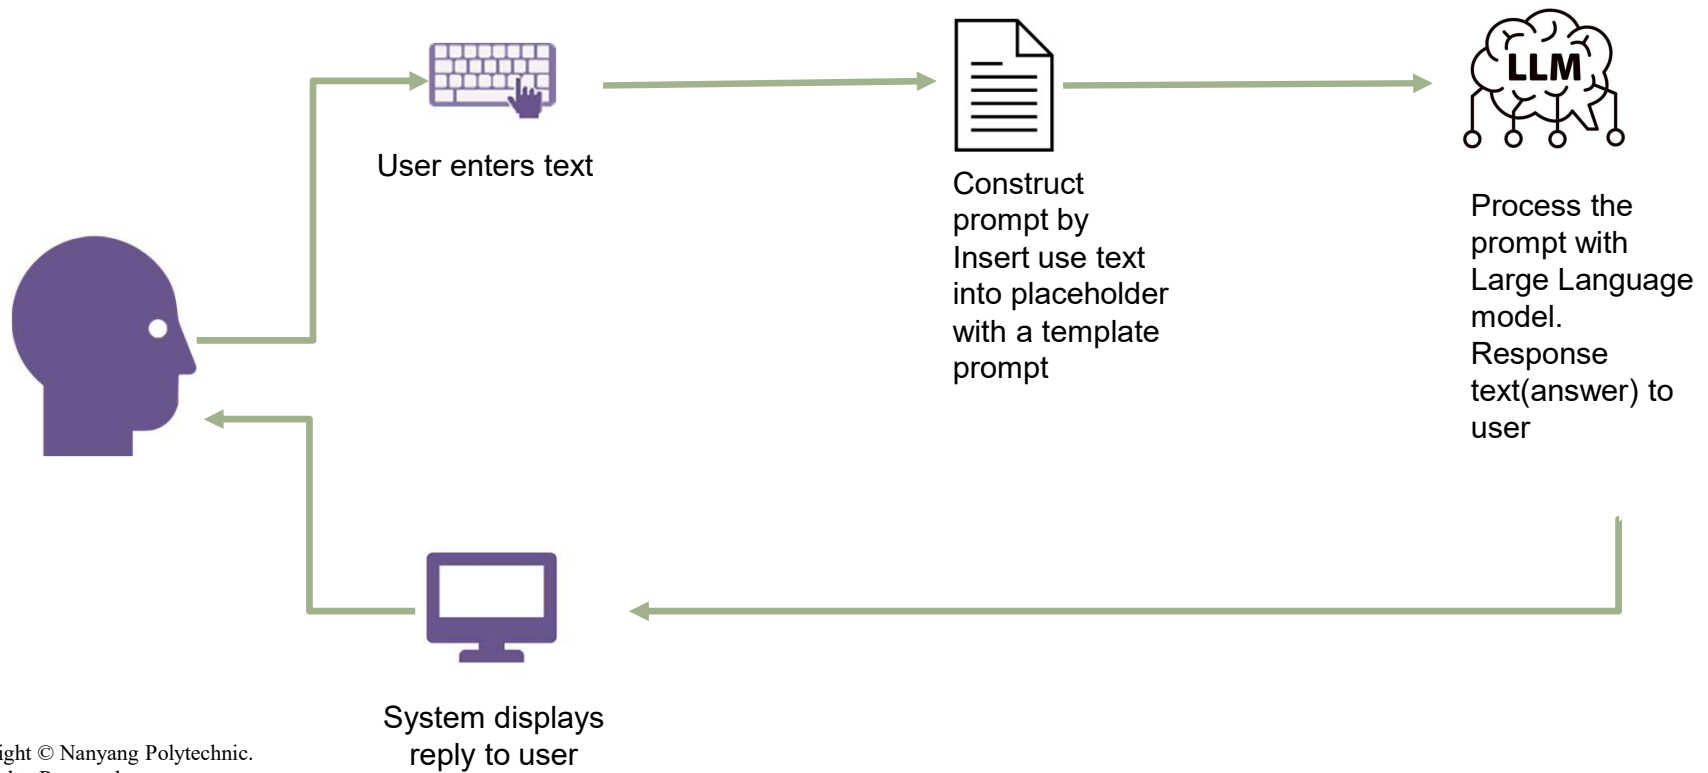 LLM
User enters text
Construct
prompt by
Insert use text
into placeholder
with a template
prompt
Process the
prompt with
Large Language
model.
Response
text(answer) to
user
System displays
reply to user
ight © Nanyang Polytechnic.